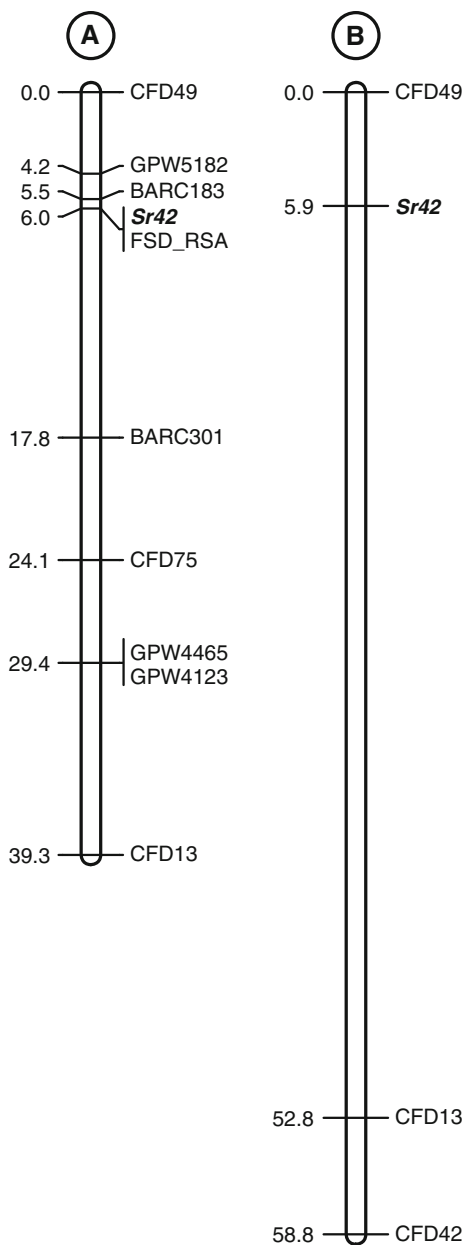 A
0.0 CFD49
4.2 GPW5182
5.5 BARC183
6.0 Sr42
FSD_RSA
17.8 BARC301
24.1 CFD75
29.4 GPW4465
GPW4123
39.3 CFD13
B
0.0 CFD49
5.9 Sr42
52.8 CFD13
58.8 CFD42